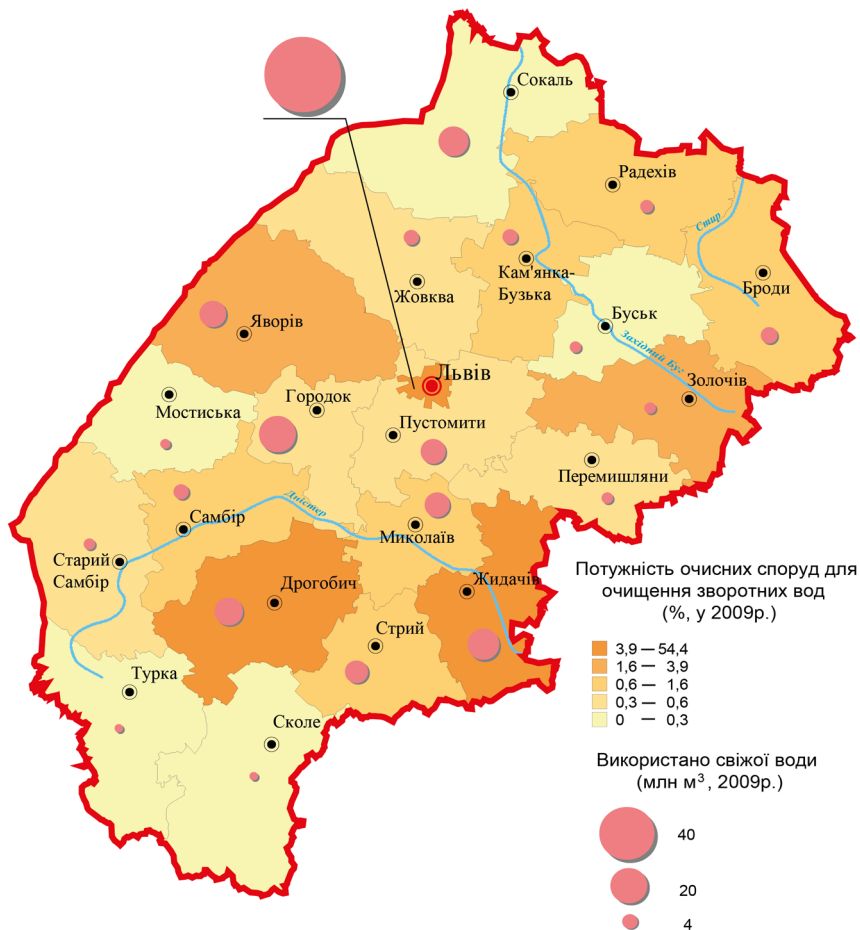 Сокаль
Радехів
Стир
Кам'янка-
Бузька
Броди
Жовква
Буськ
Яворів
Західний Буг
Львів
Золочів
Мостиська
Городок
Пустомити
Перемишляни
Дністер
Самбір
Миколаїв
Старий
Самбір
Дрогобич
Жидачів
Стрий
Турка
Сколе
Потужність очисних споруд для
очищення зворотних вод
(%, у 2009р.)
3,9 — 54,4
1,6 — 3,9
0,6 — 1,6
0,3 — 0,6
0 — 0,3
Використано свіжої води
(млн м³, 2009р.)
40
20
4